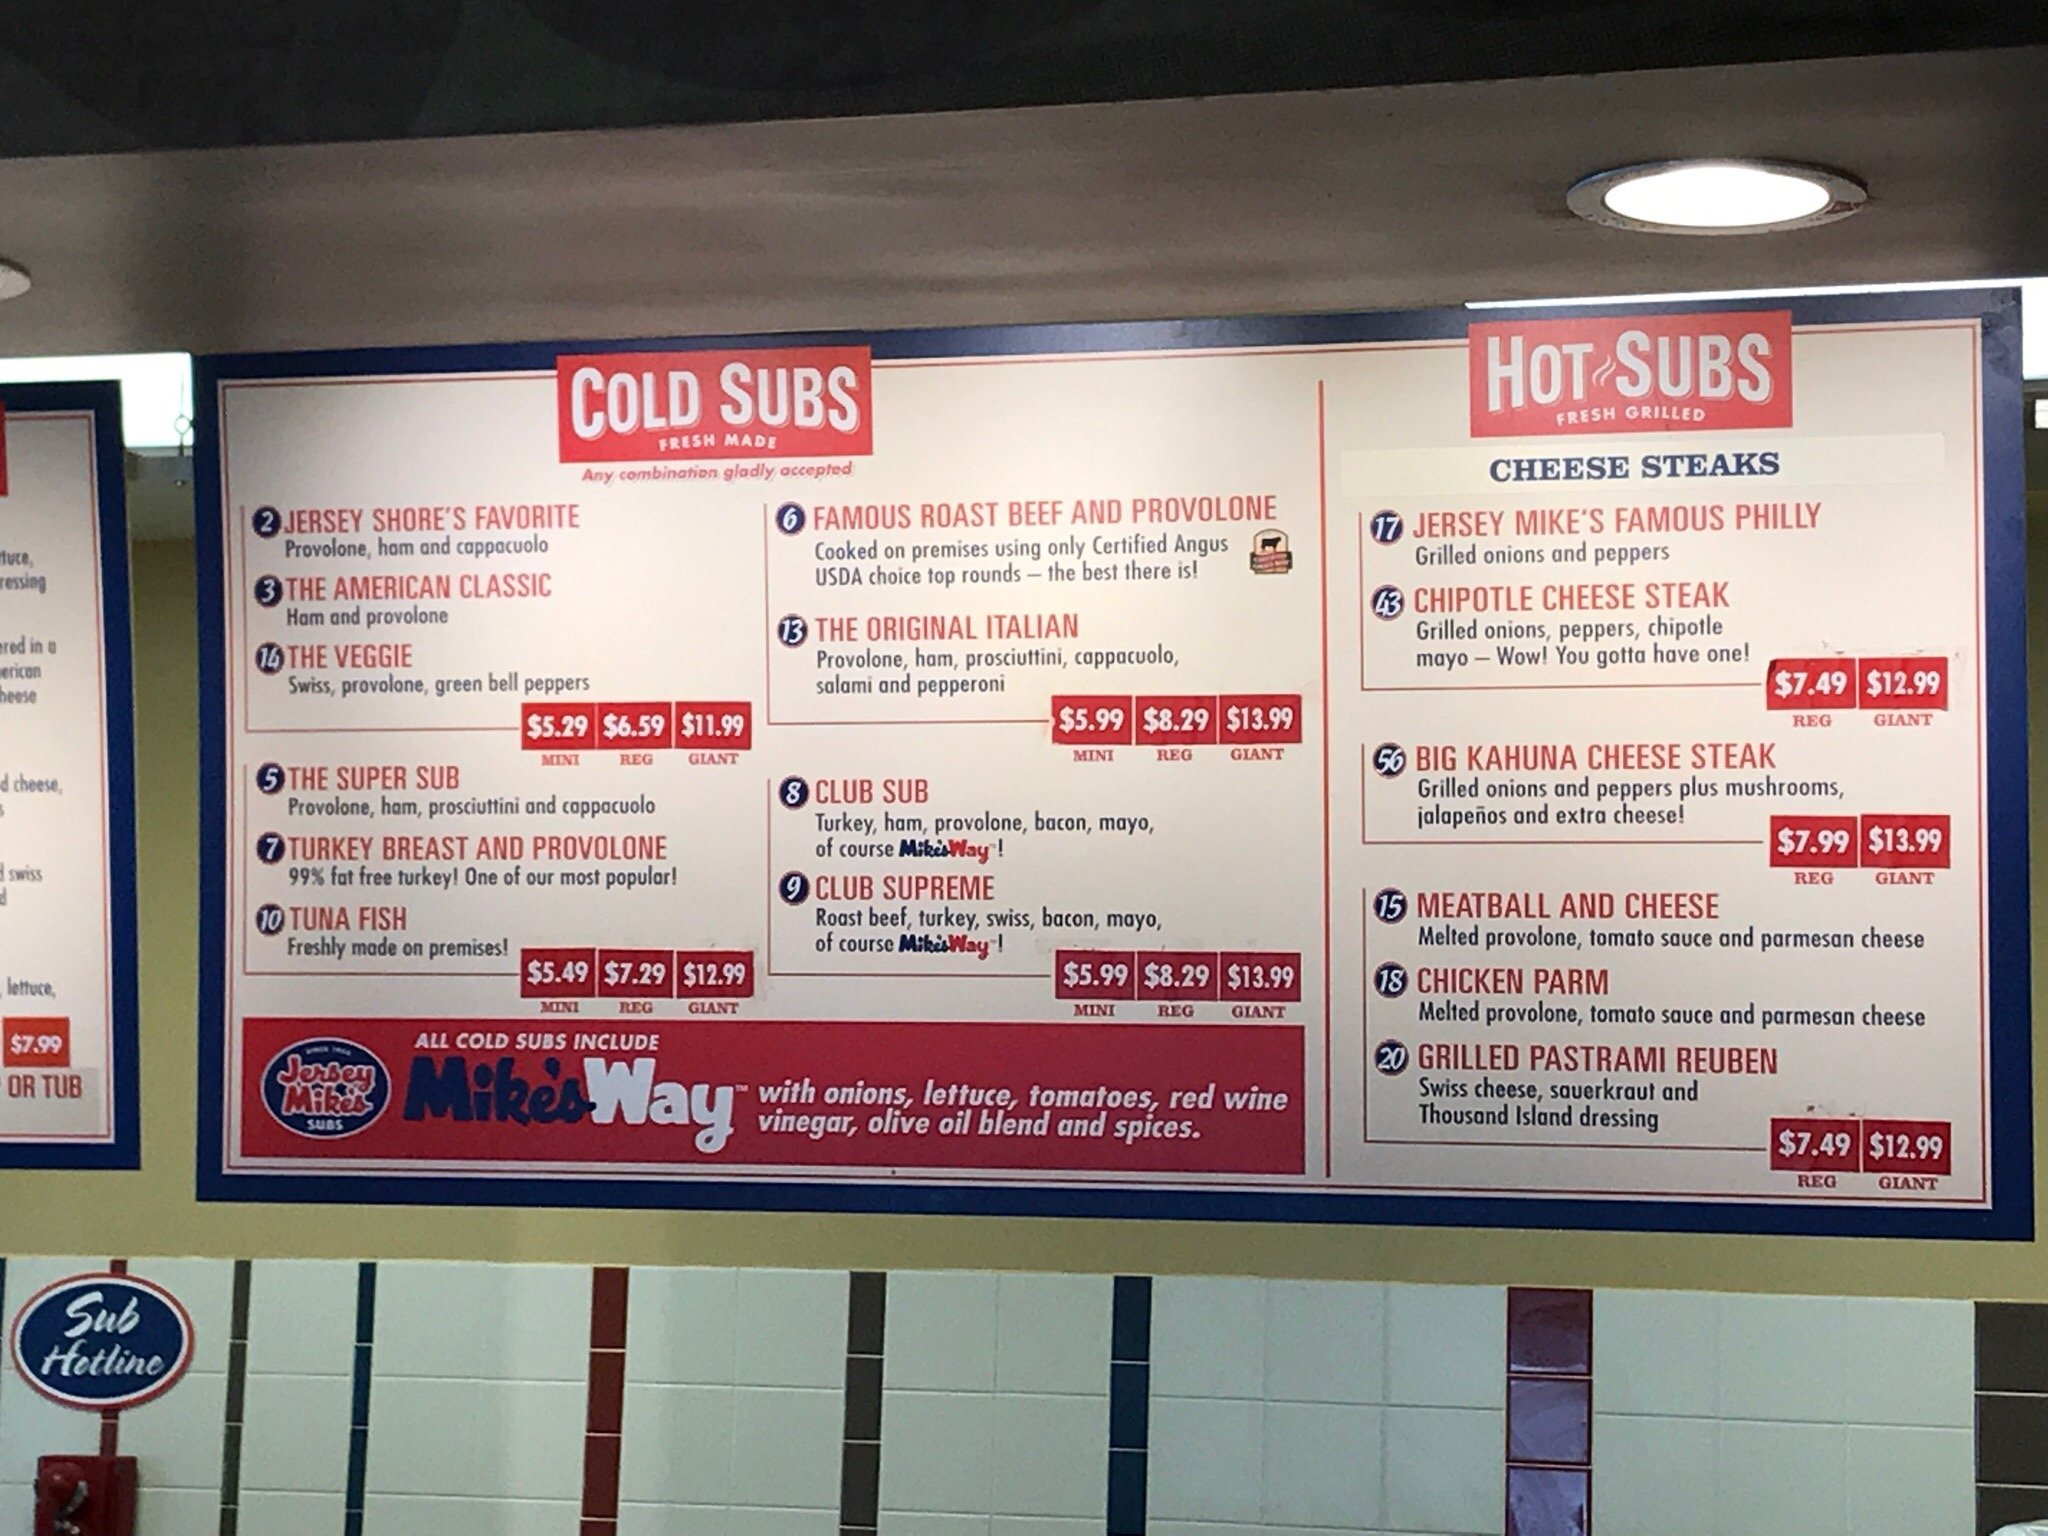 COLD SUBS
FRESH MADE
Any combination gladly accepted
2 JERSEY SHORE'S FAVORITE
Provolone, ham and cappacuolo
3 THE AMERICAN CLASSIC
Ham and provolone
14 THE VEGGIE
Swiss, provolone, green bell peppers
$5.29 $6.59 $11.99
MINI REG GIANT
5 THE SUPER SUB
Provolone, ham, prosciuttini and cappacuolo
7 TURKEY BREAST AND PROVOLONE
99% fat free turkey! One of our most popular!
10 TUNA FISH
Freshly made on premises!
$5.49 $7.29 $12.99
MINI REG GIANT
6 FAMOUS ROAST BEEF AND PROVOLONE
Cooked on premises using only Certified Angus
USDA choice top rounds – the best there is!
13 THE ORIGINAL ITALIAN
Provolone, ham, prosciuttini, cappacuolo,
salami and pepperoni
$5.99 $8.29 $13.99
MINI REG GIANT
8 CLUB SUB
Turkey, ham, provolone, bacon, mayo,
of course Mike'sWay™!
9 CLUB SUPREME
Roast beef, turkey, swiss, bacon, mayo,
of course Mike'sWay™!
$5.99 $8.29 $13.99
MINI REG GIANT
Jersey
Mike's
SUBS
ALL COLD SUBS INCLUDE
Mike'sWay™
with onions, lettuce, tomatoes, red wine
vinegar, olive oil blend and spices.
HOT SUBS
FRESH GRILLED
CHEESE STEAKS
17 JERSEY MIKE'S FAMOUS PHILLY
Grilled onions and peppers
43 CHIPOTLE CHEESE STEAK
Grilled onions, peppers, chipotle
mayo – Wow! You gotta have one!
$7.49 $12.99
REG GIANT
56 BIG KAHUNA CHEESE STEAK
Grilled onions and peppers plus mushrooms,
jalapeños and extra cheese!
$7.99 $13.99
REG GIANT
15 MEATBALL AND CHEESE
Melted provolone, tomato sauce and parmesan cheese
18 CHICKEN PARM
Melted provolone, tomato sauce and parmesan cheese
20 GRILLED PASTRAMI REUBEN
Swiss cheese, sauerkraut and
Thousand Island dressing
$7.49 $12.99
REG GIANT
in a
cheese,
swiss
lettuce,
$7.99
OR TUB
Sub
Hotline